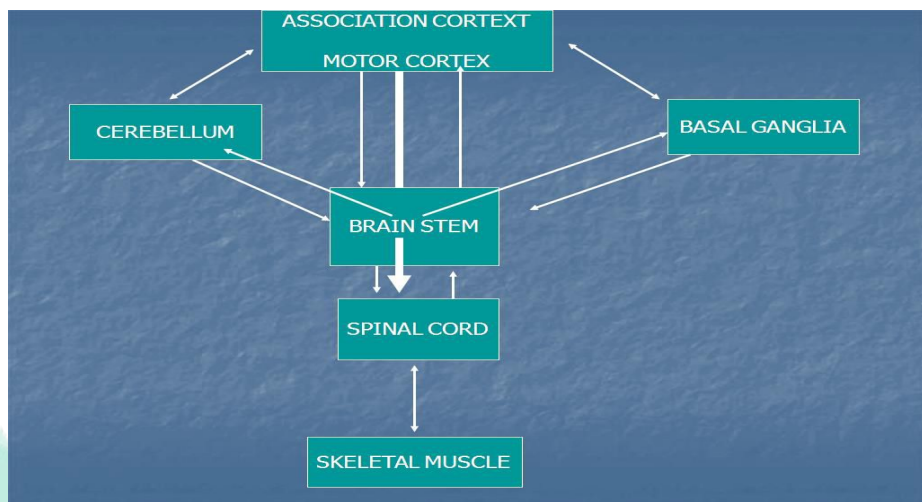 ASSOCIATION CORTEXT
MOTOR CORTEX
CEREBELLUM
BASAL GANGLIA
BRAIN STEM
SPINAL CORD
SKELETAL MUSCLE